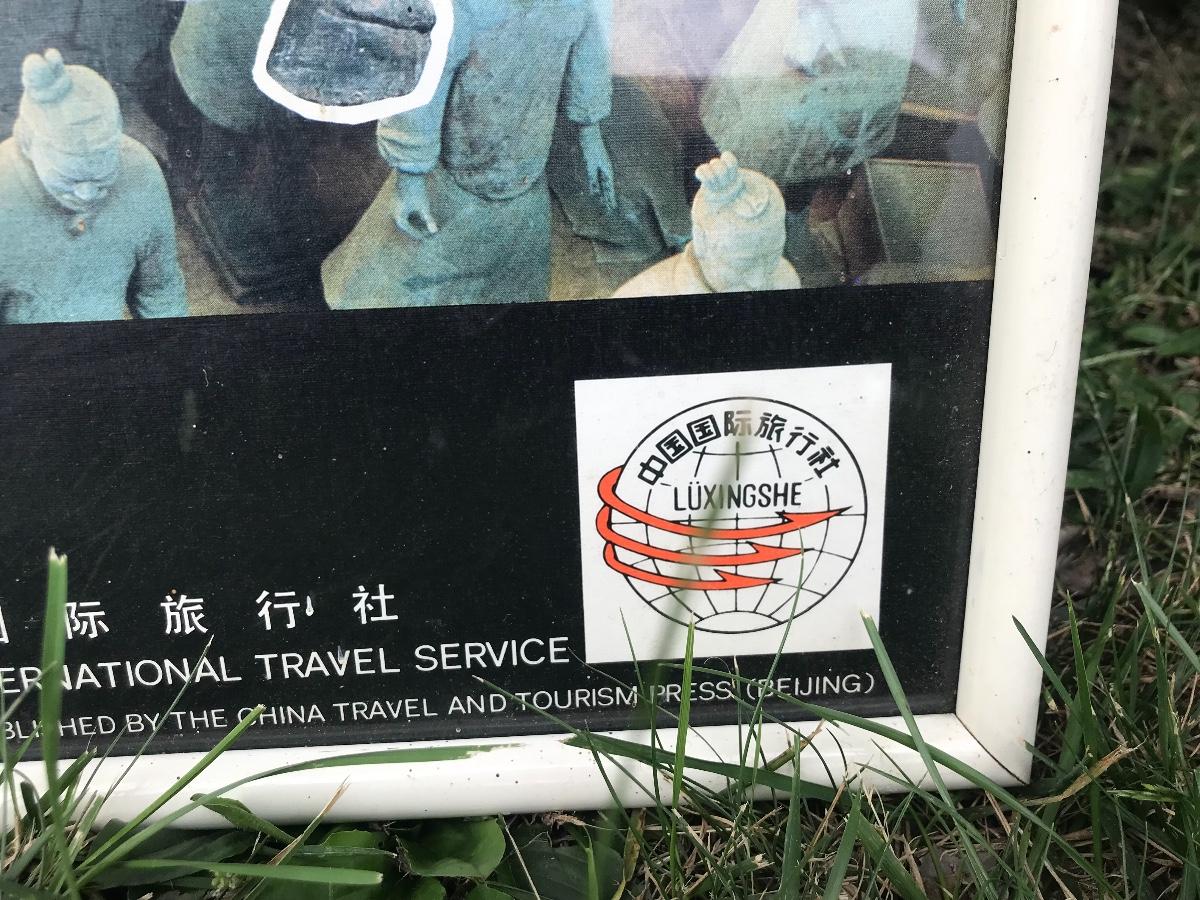 中国国际旅行社
LÜXINGSHE
际旅行社
ERNATIONAL TRAVEL SERVICE
BLISHED BY THE CHINA TRAVEL AND TOURISM PRESS (BEIJING)